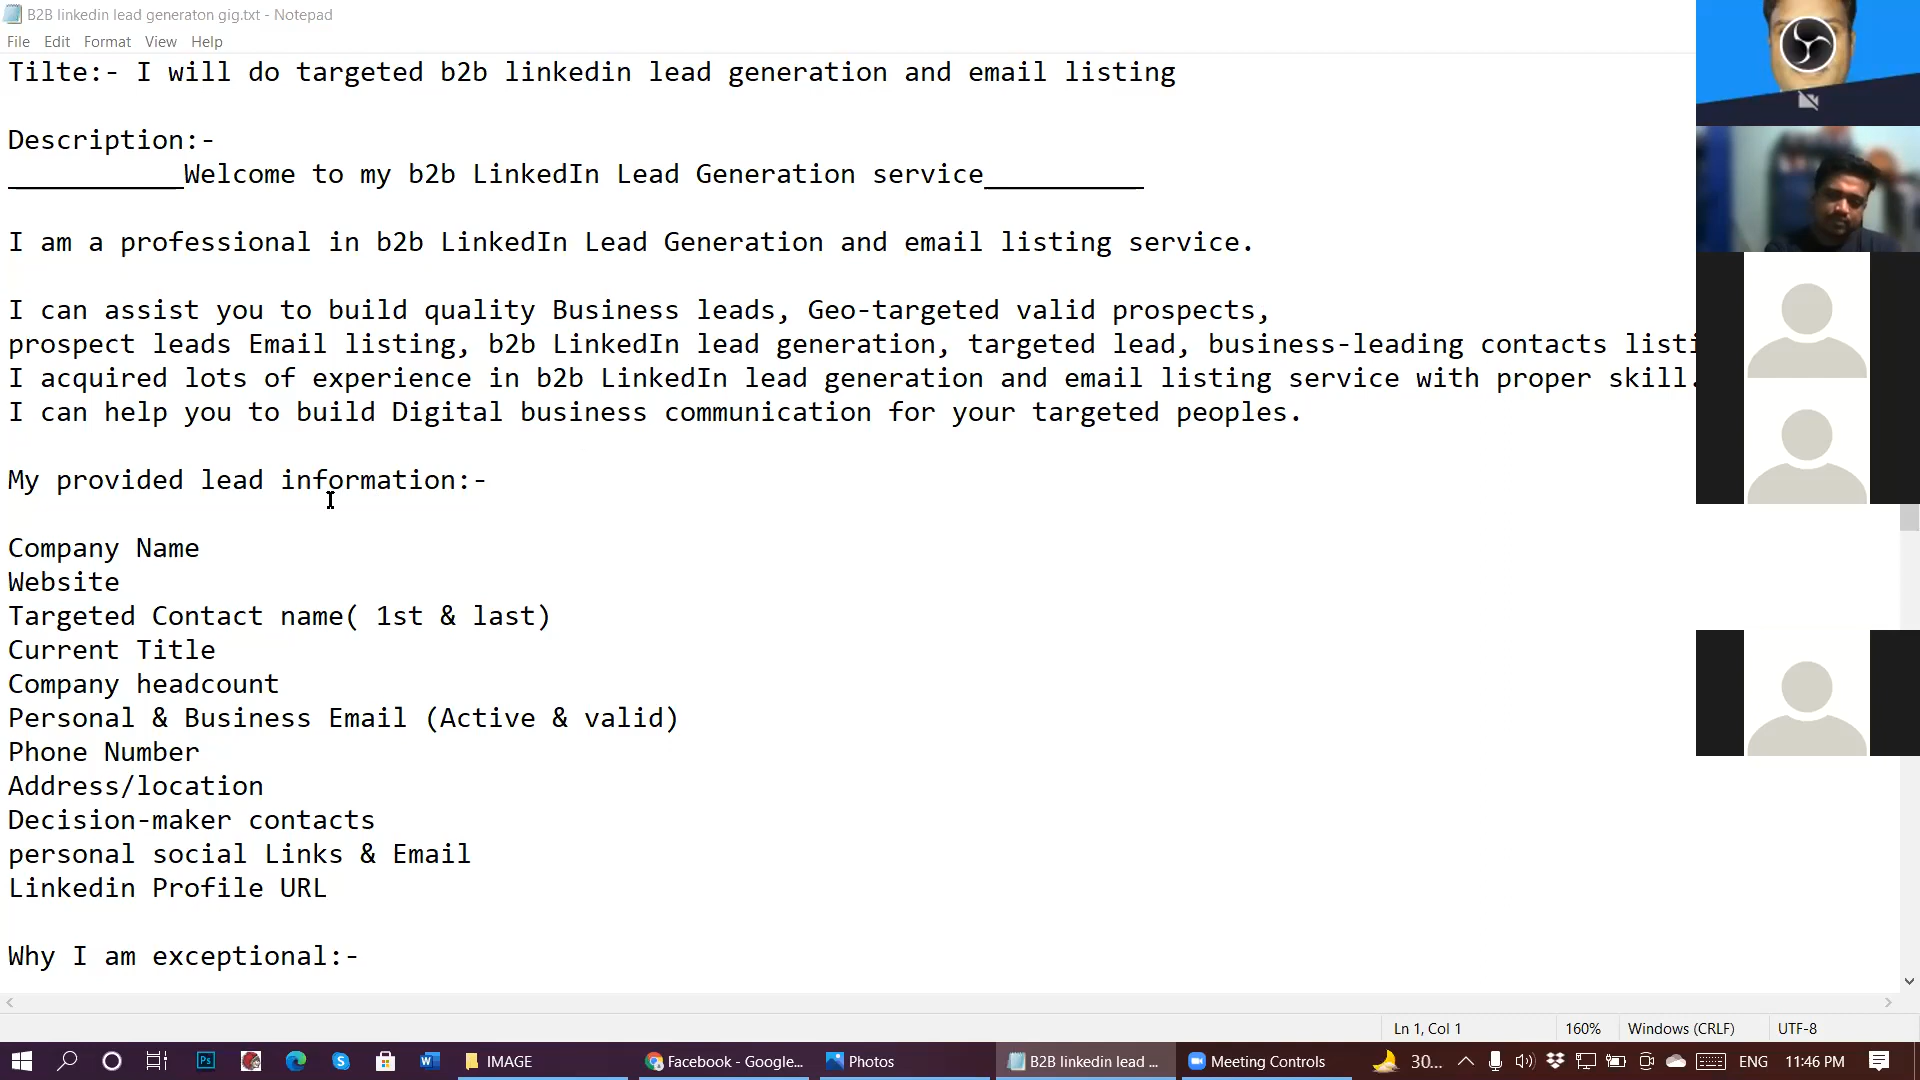 B2B linkedin lead generaton gig.txt - Notepad
File Edit Format View Help
Tilte:- I will do targeted b2b linkedin lead generation and email listing
Description:-
___________Welcome to my b2b LinkedIn Lead Generation service__________
I am a professional in b2b LinkedIn Lead Generation and email listing service.
I can assist you to build quality Business leads, Geo-targeted valid prospects,
prospect leads Email listing, b2b LinkedIn lead generation, targeted lead, business-leading contacts listi
I acquired lots of experience in b2b LinkedIn lead generation and email listing service with proper skill.
I can help you to build Digital business communication for your targeted peoples.
My provided lead information:-
Company Name
Website
Targeted Contact name( 1st & last)
Current Title
Company headcount
Personal & Business Email (Active & valid)
Phone Number
Address/location
Decision-maker contacts
personal social Links & Email
Linkedin Profile URL
Why I am exceptional:-
Ln 1, Col 1 160% Windows (CRLF) UTF-8
IMAGE Facebook - Google... Photos B2B linkedin lead ... Meeting Controls 30... ENG 11:46 PM